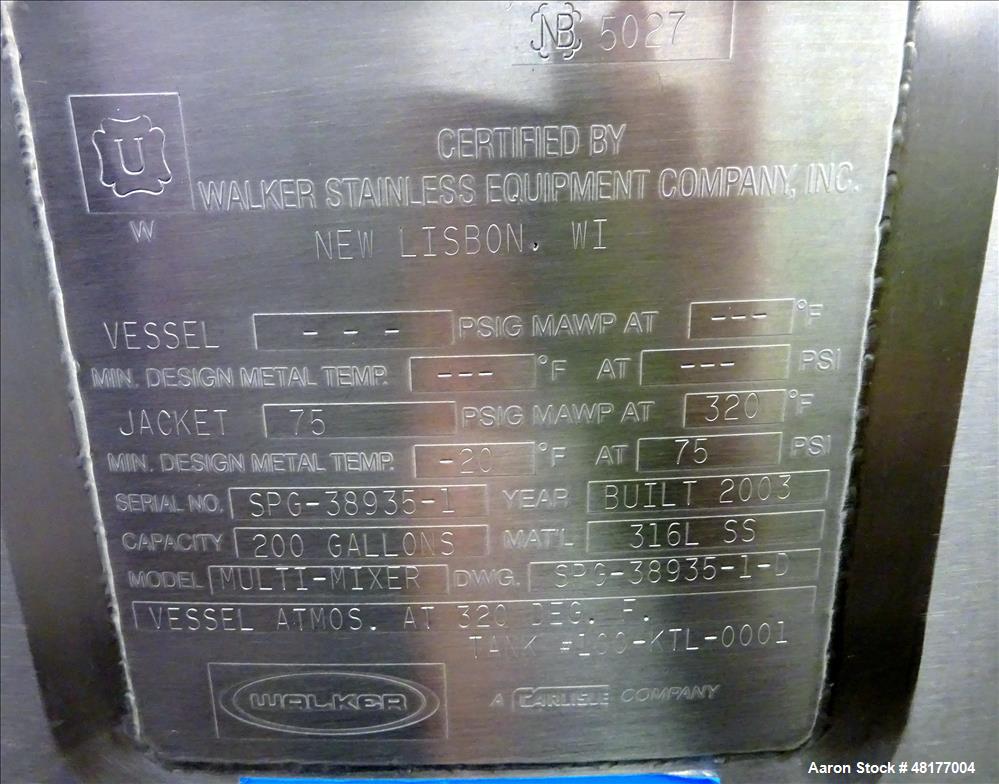 NB 5027
U
W
CERTIFIED BY
WALKER STAINLESS EQUIPMENT COMPANY, INC.
NEW LISBON, WI
VESSEL --- PSIG MAWP AT --- °F
MIN. DESIGN METAL TEMP. --- °F AT --- PSI
JACKET 75 PSIG MAWP AT 320 °F
MIN. DESIGN METAL TEMP. -20 °F AT 75 PSI
SERIAL NO. SPG-38935-1 YEAR BUILT 2003
CAPACITY 200 GALLONS MAT'L 316L SS
MODEL MULTI-MIXER DWG. SPG-38935-1-D
VESSEL ATMOS. AT 320 DEG. F.
TANK #100-KTL-0001
WALKER A CARLISLE COMPANY
Aaron Stock # 48177004